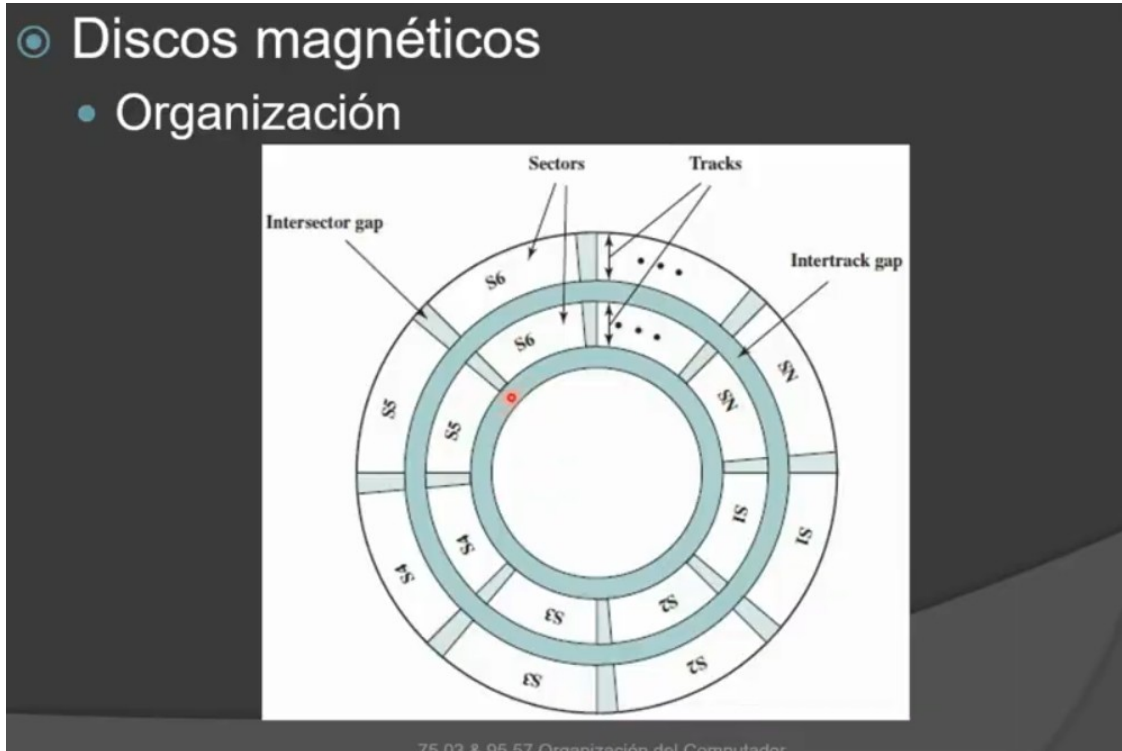 Discos magnéticos
Organización
Sectors
Tracks
Intersector gap
Intertrack gap
S6
• • •
S6
• • •
SN
SN
S5
S5
S1
S1
S4
S4
S3
S2
S3
S2
75.03 & 95.57 Organización del Computador